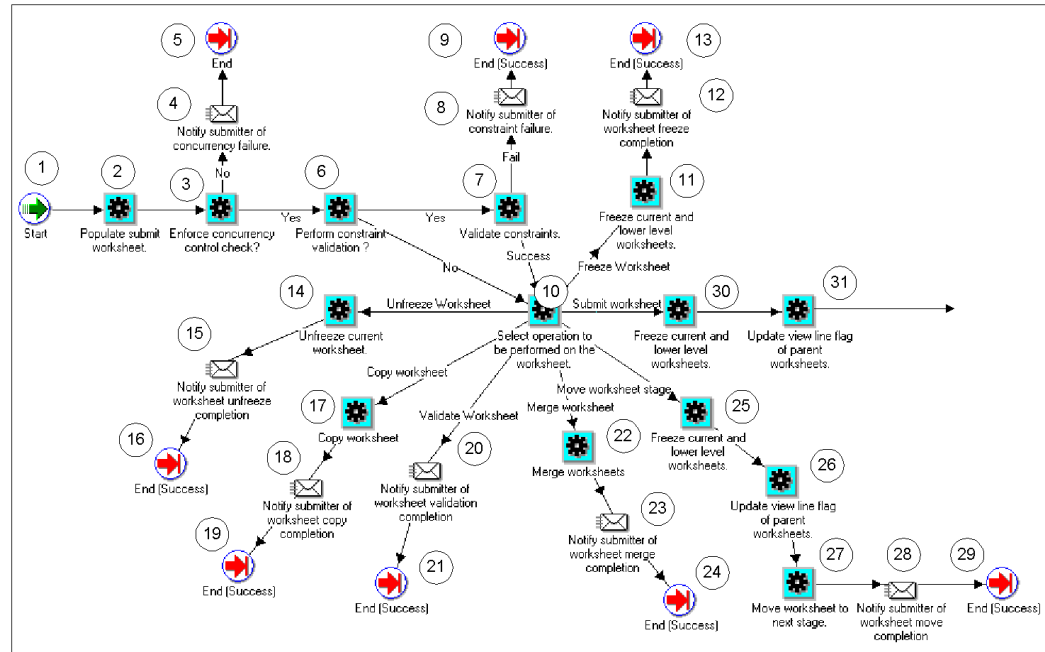 5
End
4
Notify submitter of
concurrency failure.
No
9
End (Success)
8
Notify submitter of
constraint failure.
Fail
13
End (Success)
12
Notify submitter of
worksheet freeze
completion
1
Start
2
Populate submit
worksheet.
3
Enforce concurrency
control check?
Yes
6
Perform constraint
validation ?
Yes
7
Validate constraints.
11
Freeze current and
lower level
worksheets.
No
Success
Freeze Worksheet
14
Unfreeze current
worksheet.
Unfreeze Worksheet
10
Select operation to
be performed on the
worksheet.
Submit worksheet
30
Freeze current and
lower level
worksheets.
31
Update view line flag
of parent
worksheets.
15
Notify submitter of
worksheet unfreeze
completion
16
End (Success)
Copy worksheet
17
Copy worksheet
18
Notify submitter of
worksheet copy
completion
19
End (Success)
Validate Worksheet
20
Notify submitter of
worksheet validation
completion
21
End (Success)
Merge worksheet
22
Merge worksheets
23
Notify submitter of
worksheet merge
completion
24
End (Success)
Move worksheet stage
25
Freeze current and
lower level
worksheets.
26
Update view line flag
of parent
worksheets.
27
Move worksheet to
next stage.
28
Notify submitter of
worksheet move
completion
29
End (Success)